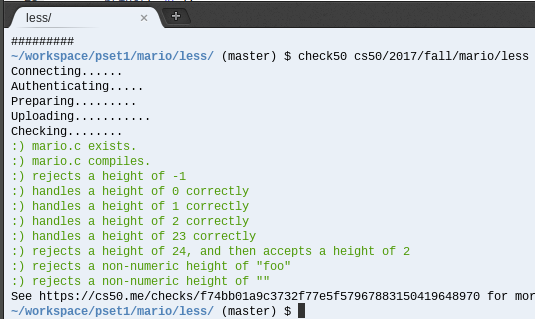 less/
#########
~/workspace/pset1/mario/less/ (master) $ check50 cs50/2017/fall/mario/less
Connecting......
Authenticating.....
Preparing.........
Uploading...........
Checking........
:) mario.c exists.
:) mario.c compiles.
:) rejects a height of -1
:) handles a height of 0 correctly
:) handles a height of 1 correctly
:) handles a height of 2 correctly
:) handles a height of 23 correctly
:) rejects a height of 24, and then accepts a height of 2
:) rejects a non-numeric height of "foo"
:) rejects a non-numeric height of ""
See https://cs50.me/checks/f74bb01a9c3732f77e5f57967883150419648970 for mor
~/workspace/pset1/mario/less/ (master) $